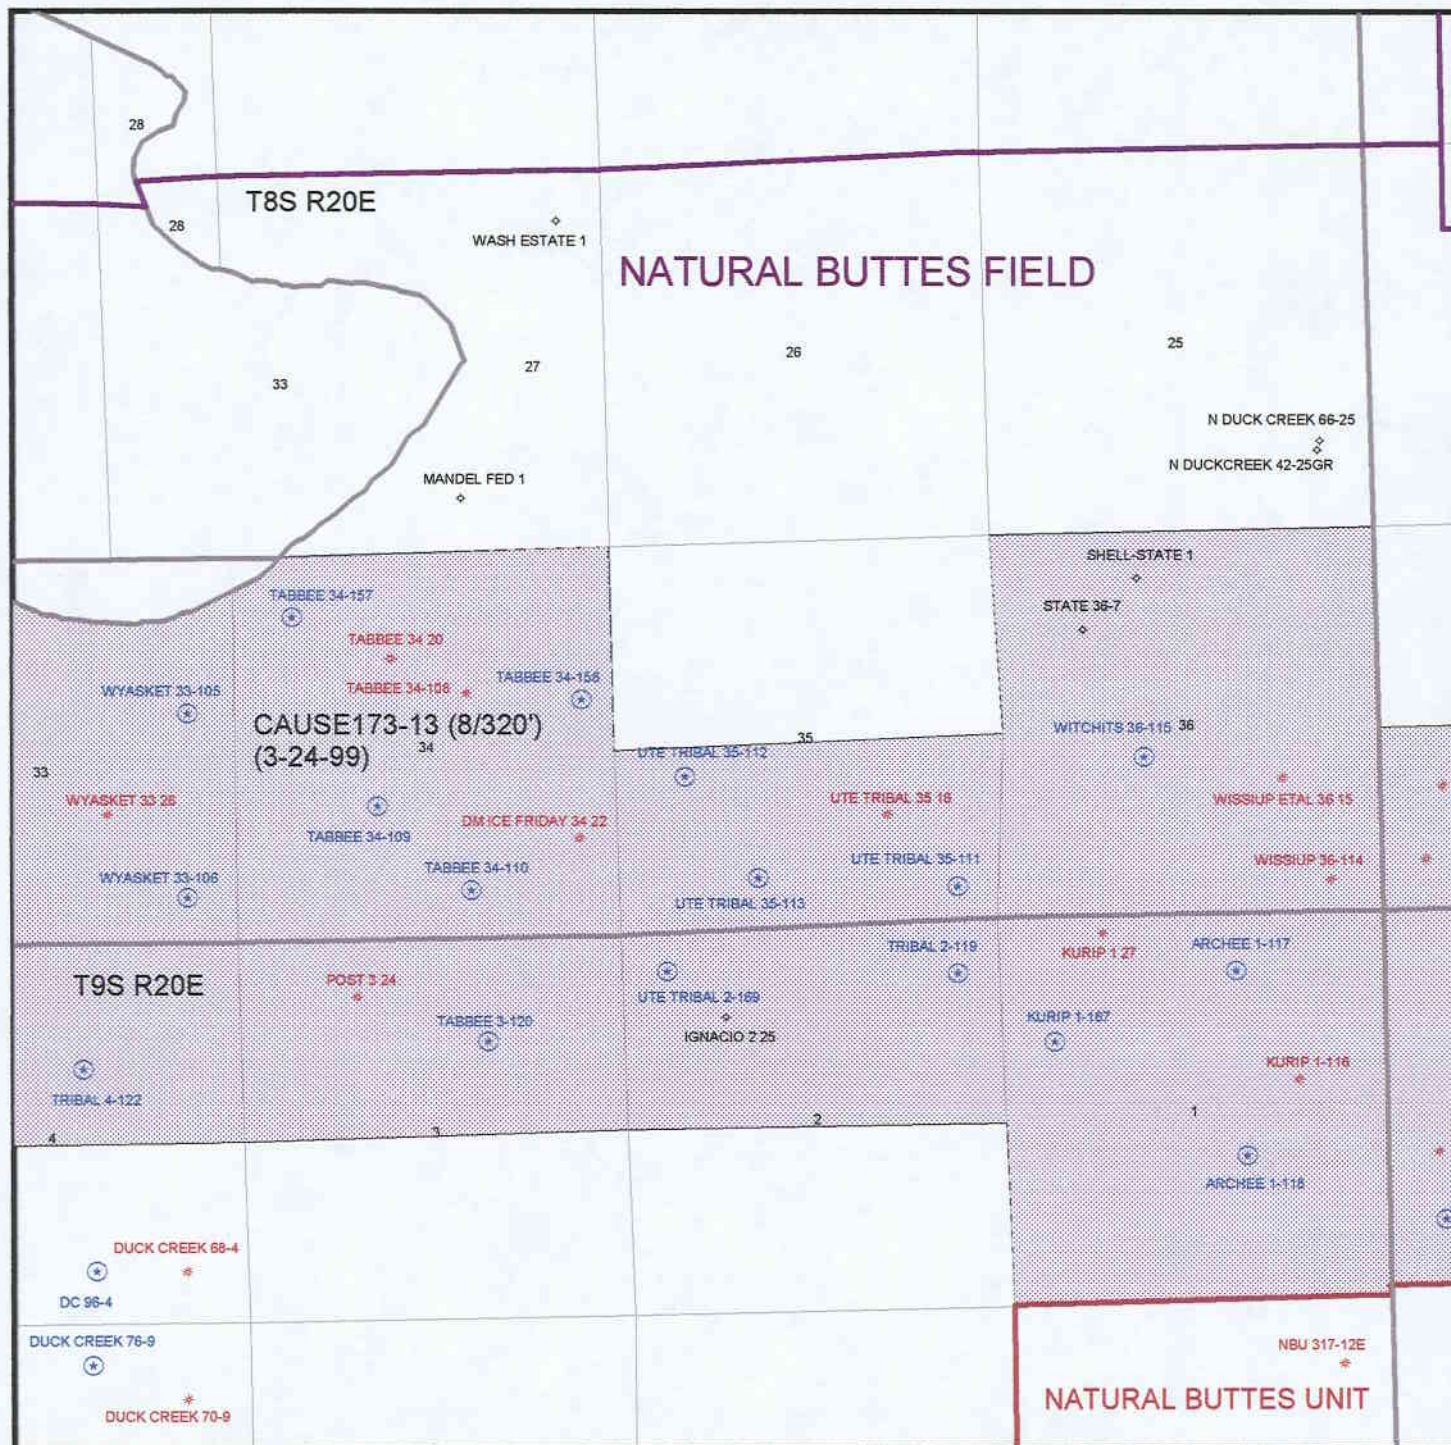 28
T8S R20E
28
WASH ESTATE 1
NATURAL BUTTES FIELD
33
27
26
25
N DUCK CREEK 66-25
N DUCKCREEK 42-25GR
MANDEL FED 1
SHELL-STATE 1
STATE 36-7
TABBEE 34-157
TABBEE 34 20
TABBEE 34-108
TABBEE 34-158
WYASKET 33-105
CAUSE173-13 (8/320')
(3-24-99)
34
35
UTE TRIBAL 35-112
WITCHITS 36-115
36
33
WYASKET 33 28
TABBEE 34-109
DM ICE FRIDAY 34 22
UTE TRIBAL 35 16
WISSIUP ETAL 36 15
WYASKET 33-106
TABBEE 34-110
UTE TRIBAL 35-111
UTE TRIBAL 35-113
WISSIUP 36-114
T9S R20E
POST 3 24
TABBEE 3-120
UTE TRIBAL 2-169
IGNACIO 2 25
TRIBAL 2-119
KURIP 1 27
ARCHEE 1-117
KURIP 1-167
KURIP 1-116
TRIBAL 4-122
4
3
2
1
ARCHEE 1-118
DUCK CREEK 68-4
DC 96-4
DUCK CREEK 76-9
DUCK CREEK 70-9
NBU 317-12E
NATURAL BUTTES UNIT